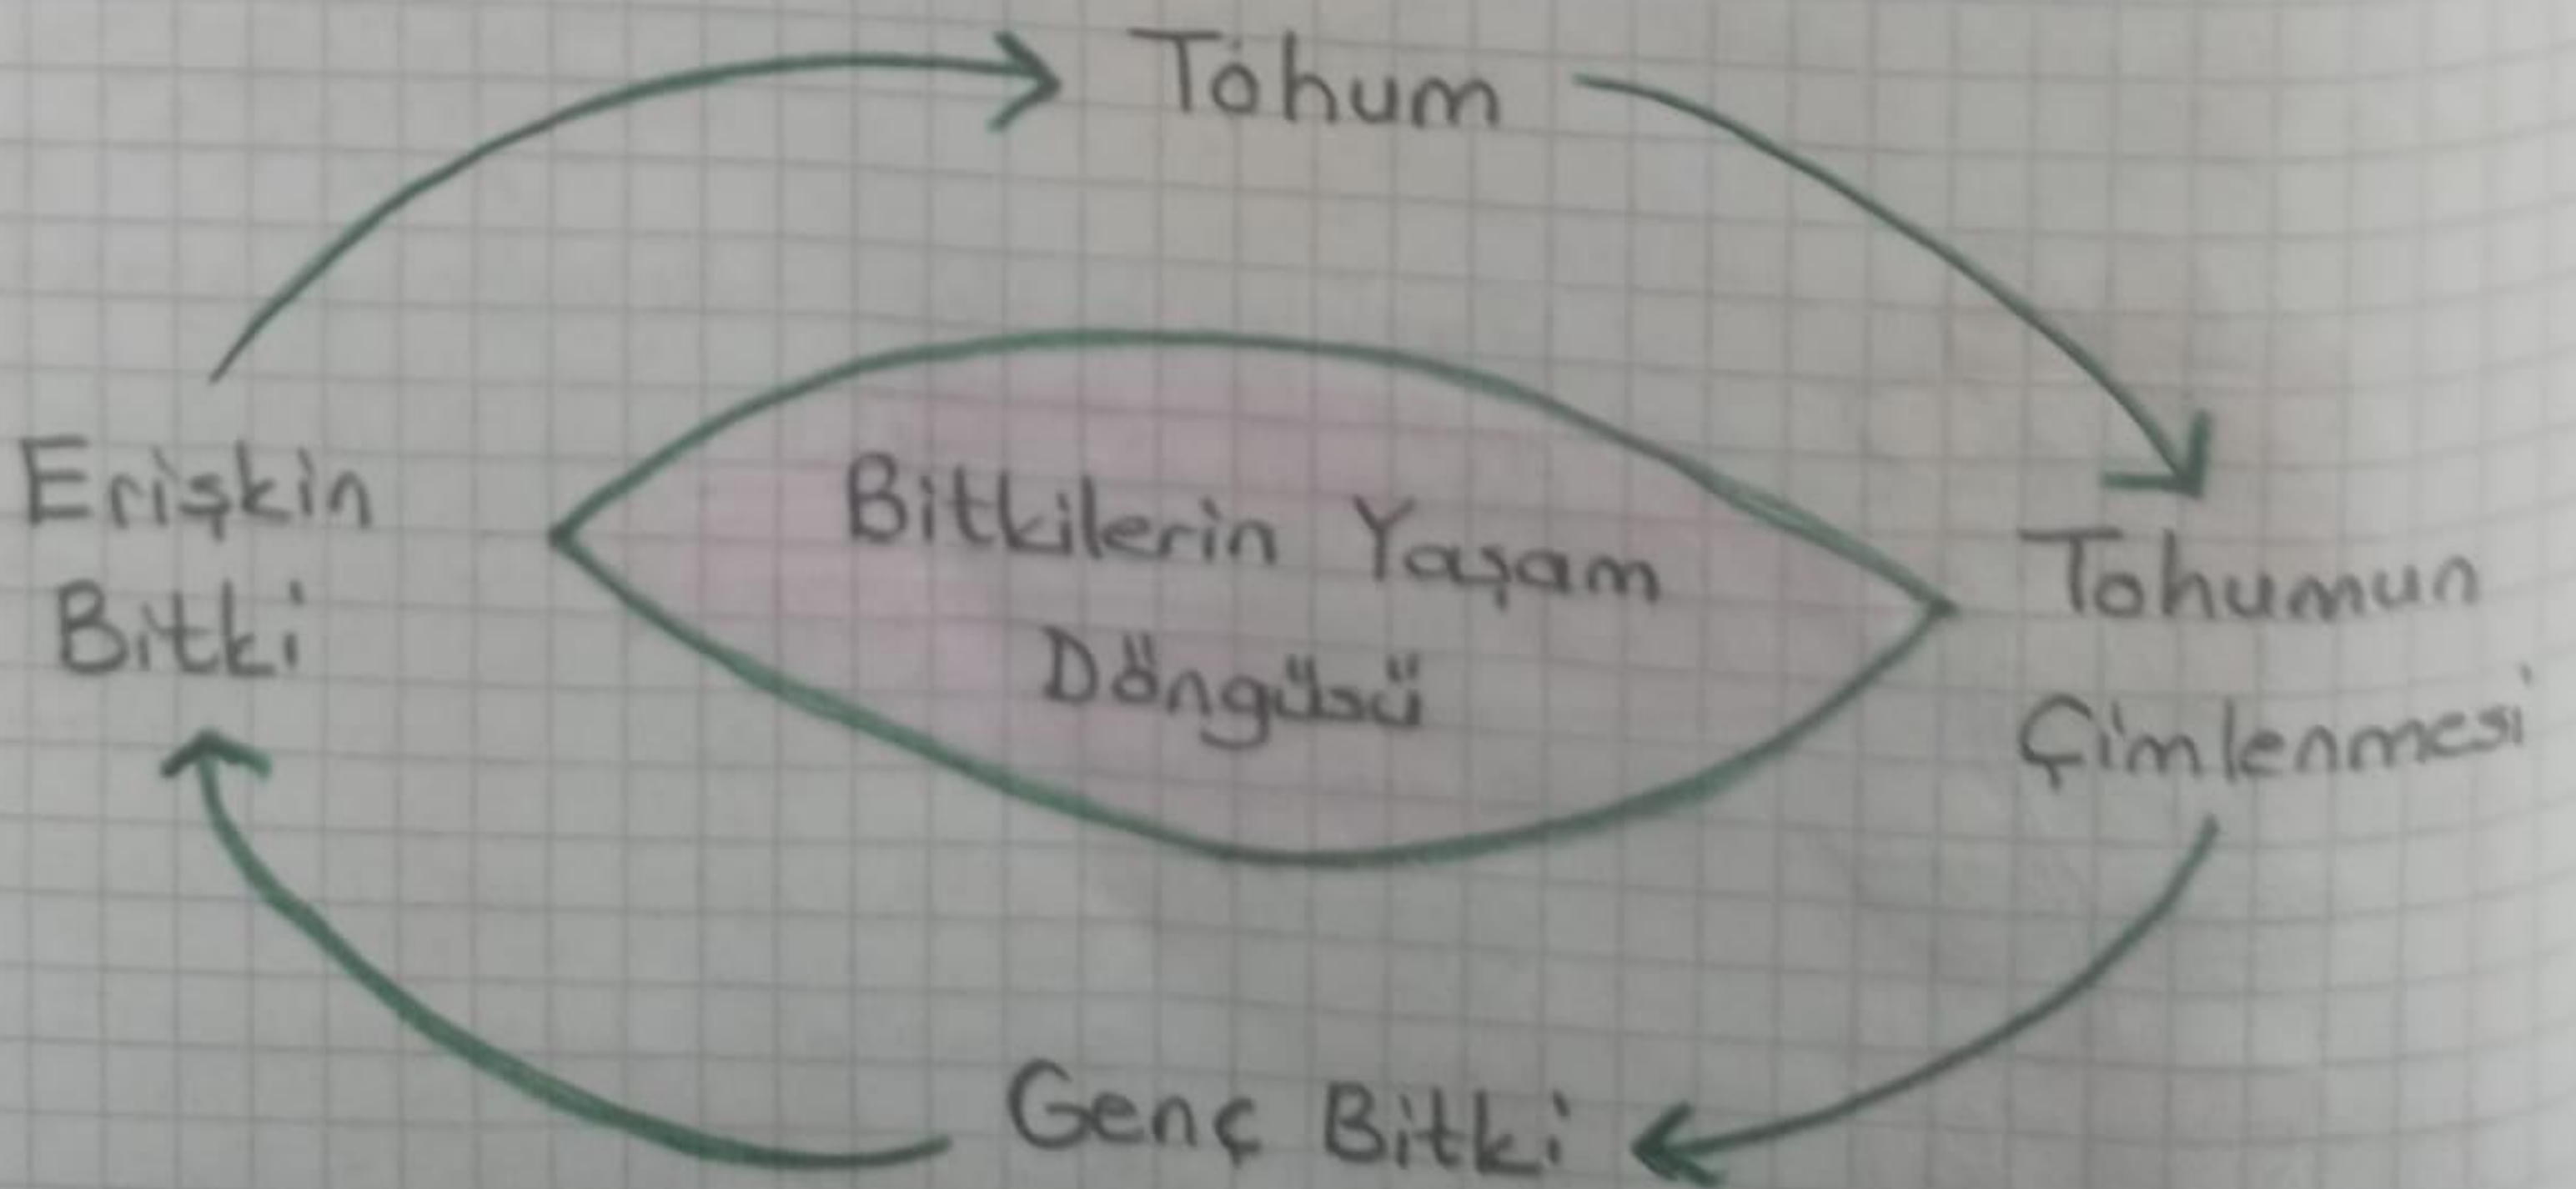 Tohum
Erişkin
Bitki
Bitkilerin Yaşam
Döngüsü
Tohumun
Çimlenmesi
Genç Bitki